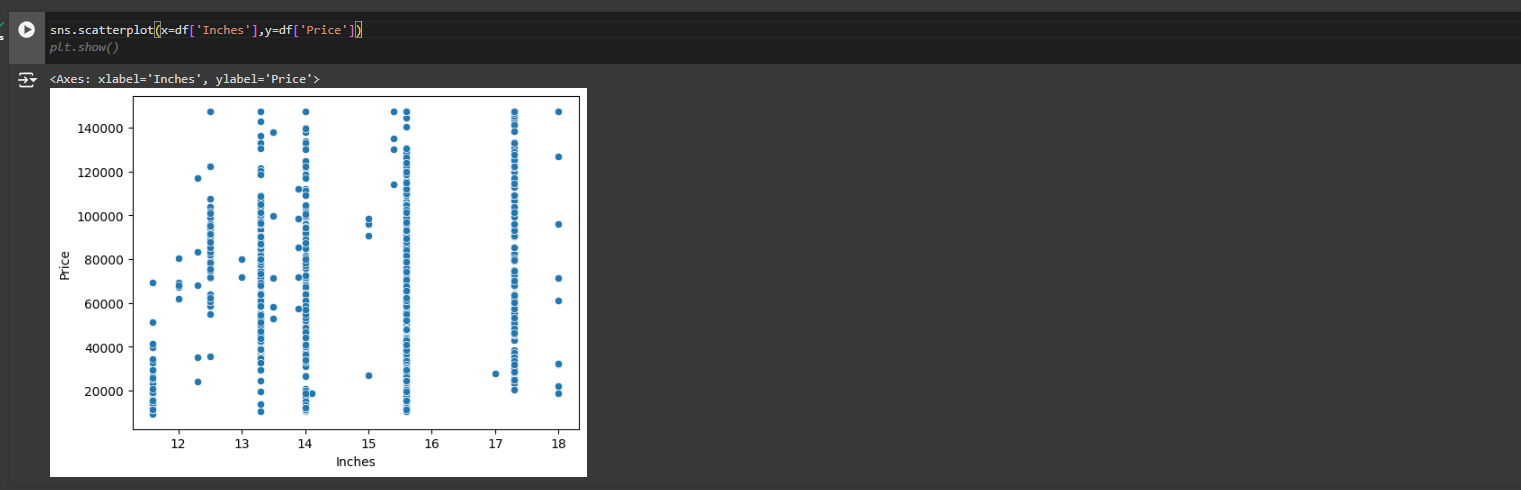 sns.scatterplot(x=df['Inches'],y=df['Price'])
plt.show()
<Axes: xlabel='Inches', ylabel='Price'>
140000
120000
100000
80000
60000
40000
20000
Price
12 13 14 15 16 17 18
Inches